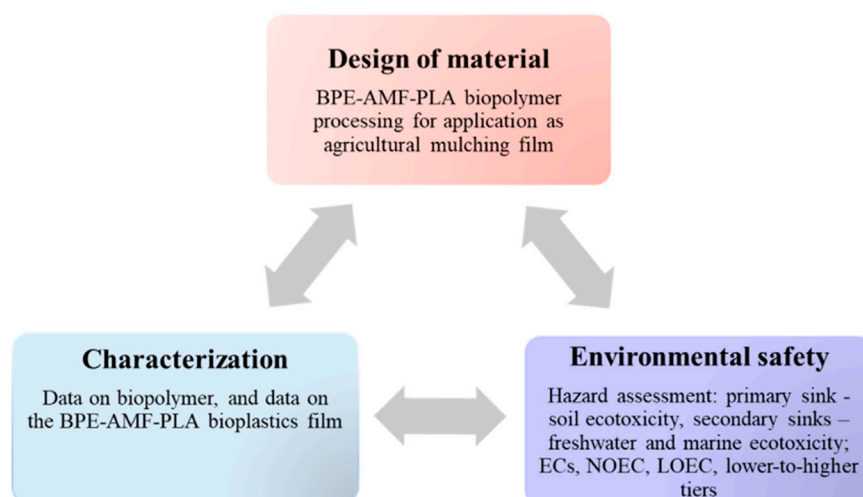 Design of material
BPE-AMF-PLA biopolymer
processing for application as
agricultural mulching film
Characterization
Data on biopolymer, and data on
the BPE-AMF-PLA bioplastics film
Environmental safety
Hazard assessment: primary sink -
soil ecotoxicity, secondary sinks –
freshwater and marine ecotoxicity;
ECs, NOEC, LOEC, lower-to-higher
tiers